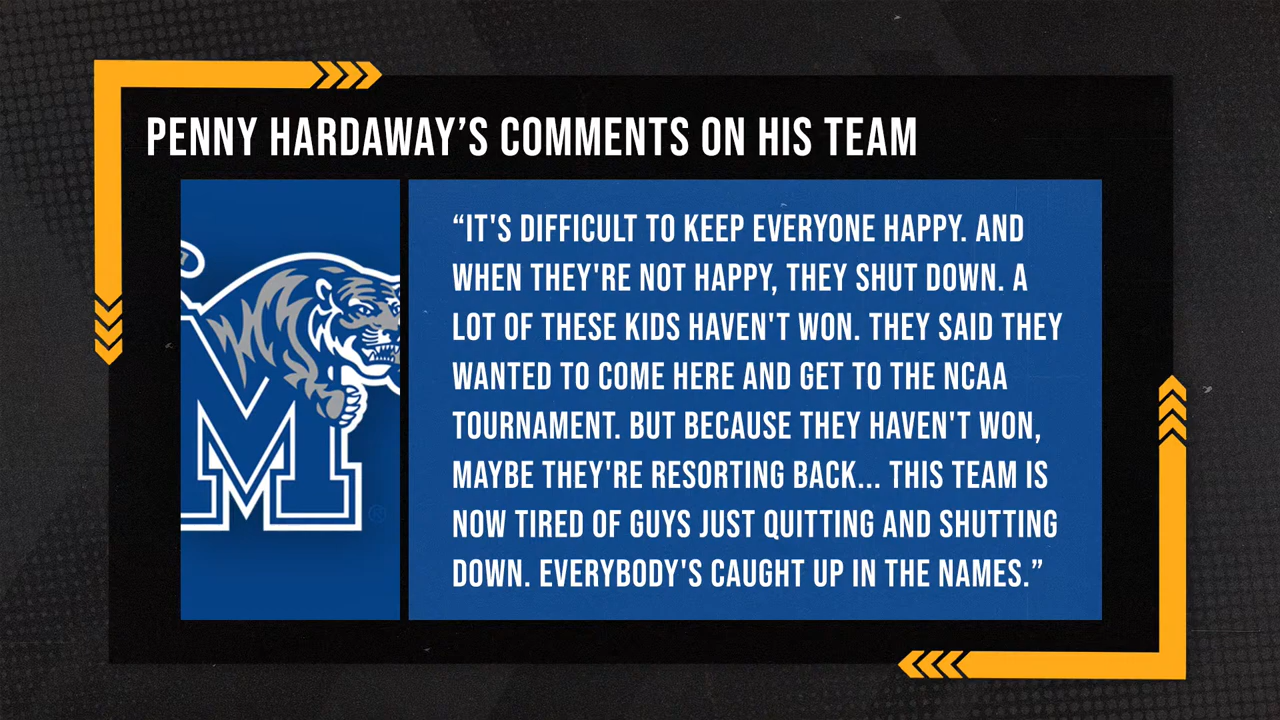 PENNY HARDAWAY’S COMMENTS ON HIS TEAM
M
“IT'S DIFFICULT TO KEEP EVERYONE HAPPY. AND
WHEN THEY'RE NOT HAPPY, THEY SHUT DOWN. A
LOT OF THESE KIDS HAVEN'T WON. THEY SAID THEY
WANTED TO COME HERE AND GET TO THE NCAA
TOURNAMENT. BUT BECAUSE THEY HAVEN'T WON,
MAYBE THEY'RE RESORTING BACK... THIS TEAM IS
NOW TIRED OF GUYS JUST QUITTING AND SHUTTING
DOWN. EVERYBODY'S CAUGHT UP IN THE NAMES.”